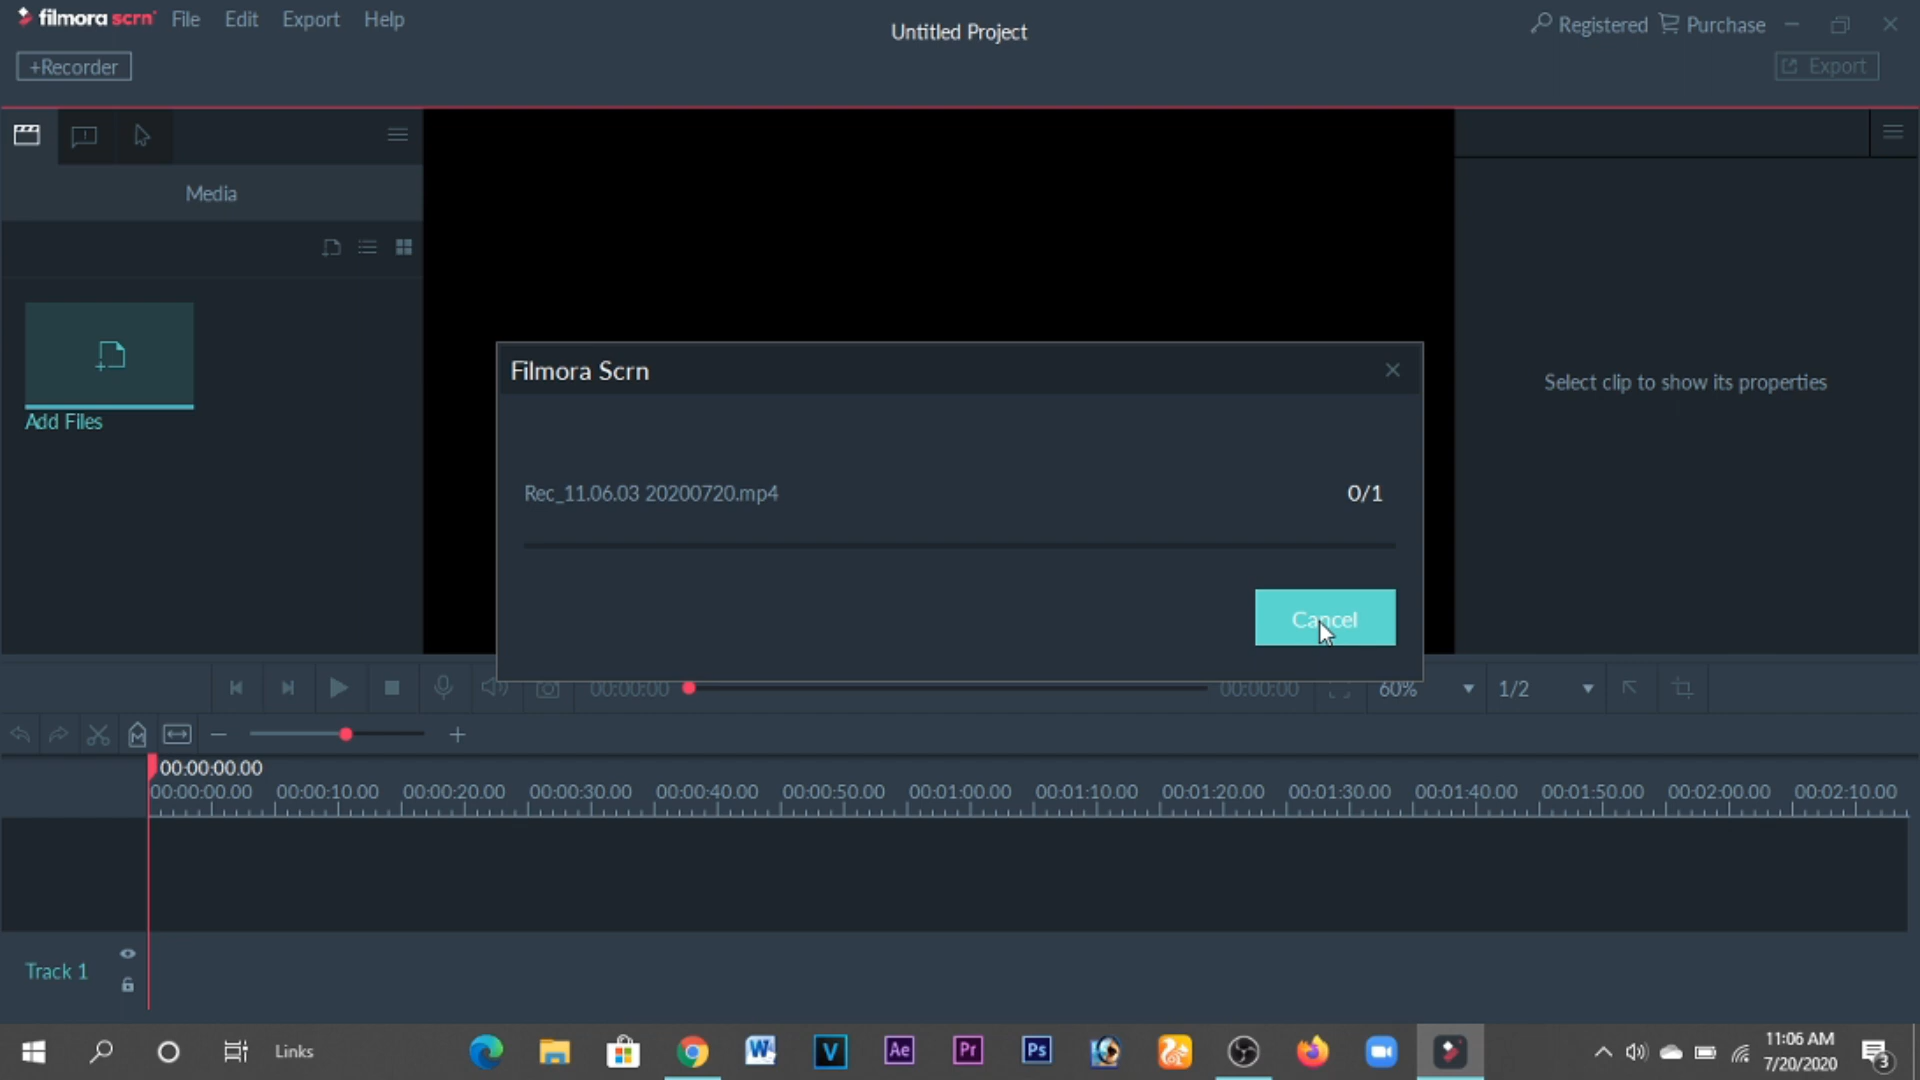 filmora scrn
File
Edit
Export
Help
Untitled Project
Registered
Purchase
+Recorder
Export
Media
Add Files
Filmora Scrn
Rec_11.06.03 20200720.mp4
0/1
Cancel
Select clip to show its properties
00:00:00
00:00:00
60%
1/2
00:00:00.00
00:00:00.00
00:00:10.00
00:00:20.00
00:00:30.00
00:00:40.00
00:00:50.00
00:01:00.00
00:01:10.00
00:01:20.00
00:01:30.00
00:01:40.00
00:01:50.00
00:02:00.00
00:02:10.00
Track 1
Links
W
V
Ae
Pr
Ps
11:06 AM
7/20/2020
3